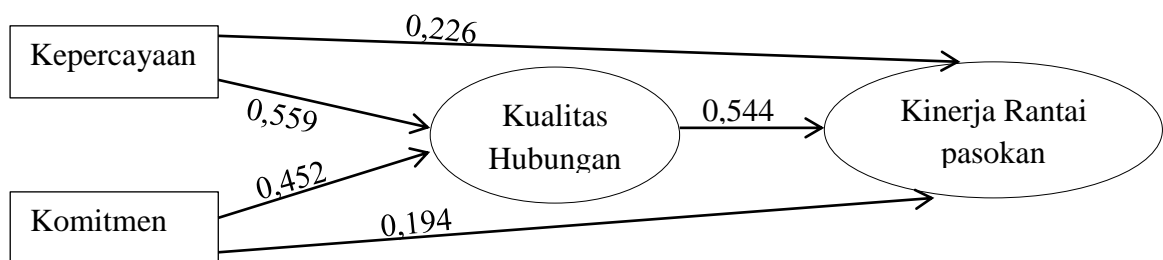 0,226
Kepercayaan
0,559
Kualitas
Hubungan
0,544
Kinerja Rantai
pasokan
0,452
Komitmen
0,194